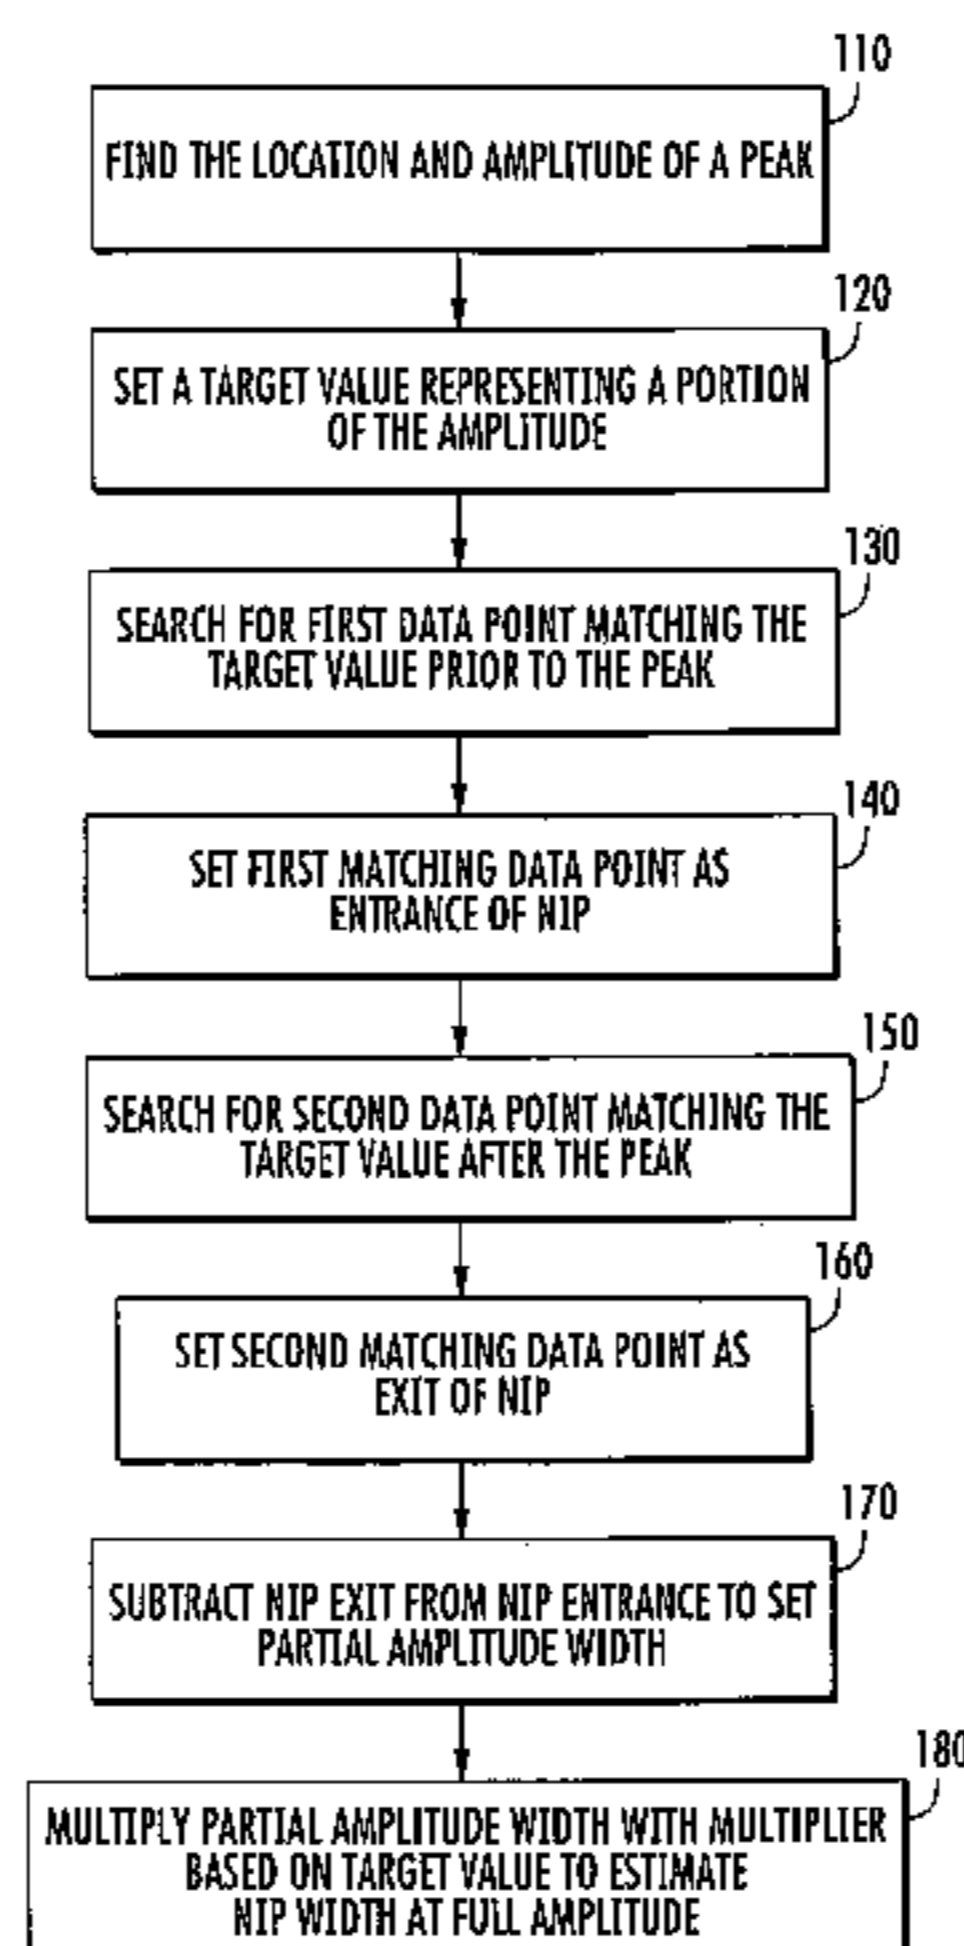 110
FIND THE LOCATION AND AMPLITUDE OF A PEAK
120
SET A TARGET VALUE REPRESENTING A PORTION
OF THE AMPLITUDE
130
SEARCH FOR FIRST DATA POINT MATCHING THE
TARGET VALUE PRIOR TO THE PEAK
140
SET FIRST MATCHING DATA POINT AS
ENTRANCE OF NIP
150
SEARCH FOR SECOND DATA POINT MATCHING THE
TARGET VALUE AFTER THE PEAK
160
SET SECOND MATCHING DATA POINT AS
EXIT OF NIP
170
SUBTRACT NIP EXIT FROM NIP ENTRANCE TO SET
PARTIAL AMPLITUDE WIDTH
180
MULTIPLY PARTIAL AMPLITUDE WIDTH WITH MULTIPLIER
BASED ON TARGET VALUE TO ESTIMATE
NIP WIDTH AT FULL AMPLITUDE